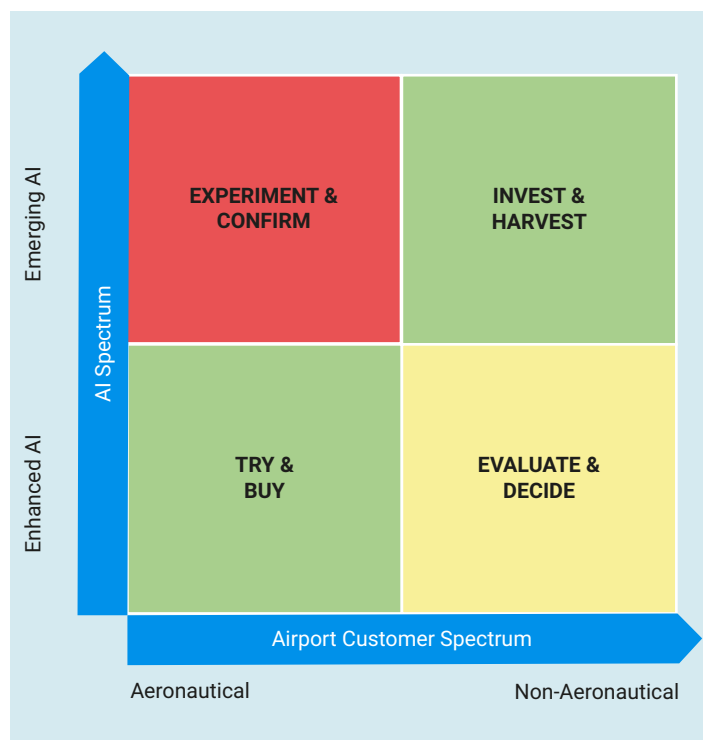 Emerging AI
EXPERIMENT &
CONFIRM
INVEST &
HARVEST
AI Spectrum
Enhanced AI
TRY &
BUY
EVALUATE &
DECIDE
Airport Customer Spectrum
Aeronautical
Non-Aeronautical